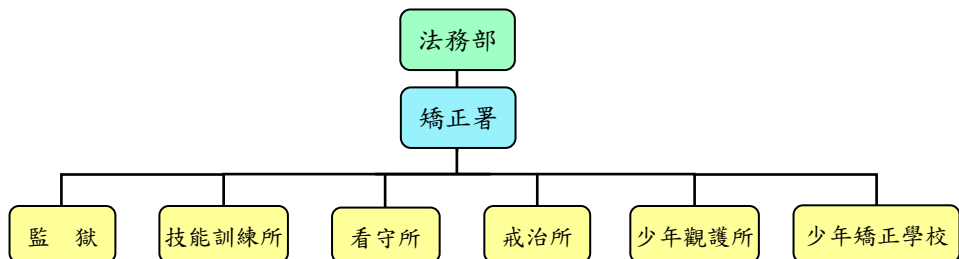 法務部
矯正署
監 獄
技能訓練所
看守所
戒治所
少年觀護所
少年矯正學校